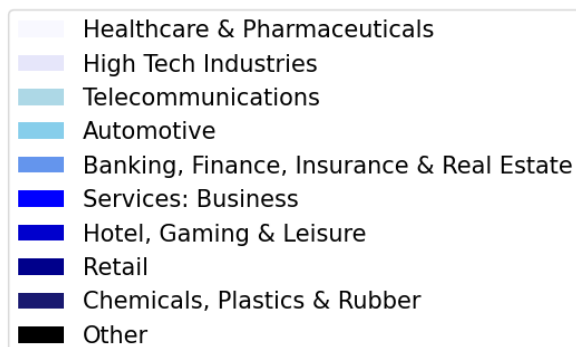 Healthcare & Pharmaceuticals
High Tech Industries
Telecommunications
Automotive
Banking, Finance, Insurance & Real Estate
Services: Business
Hotel, Gaming & Leisure
Retail
Chemicals, Plastics & Rubber
Other